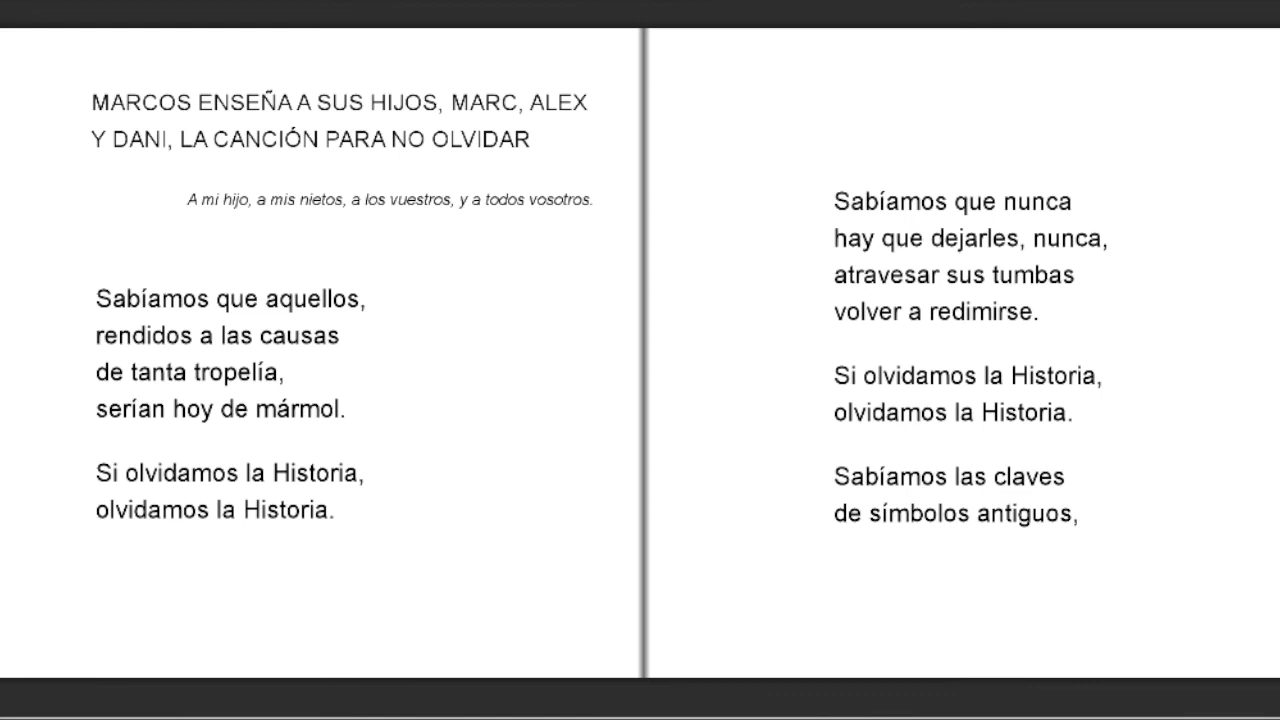 MARCOS ENSEÑA A SUS HIJOS, MARC, ALEX
Y DANI, LA CANCIÓN PARA NO OLVIDAR
A mi hijo, a mis nietos, a los vuestros, y a todos vosotros.
Sabíamos que aquellos,
rendidos a las causas
de tanta tropelía,
serían hoy de mármol.
Si olvidamos la Historia,
olvidamos la Historia.
Sabíamos que nunca
hay que dejarles, nunca,
atravesar sus tumbas
volver a redimirse.
Si olvidamos la Historia,
olvidamos la Historia.
Sabíamos las claves
de símbolos antiguos,